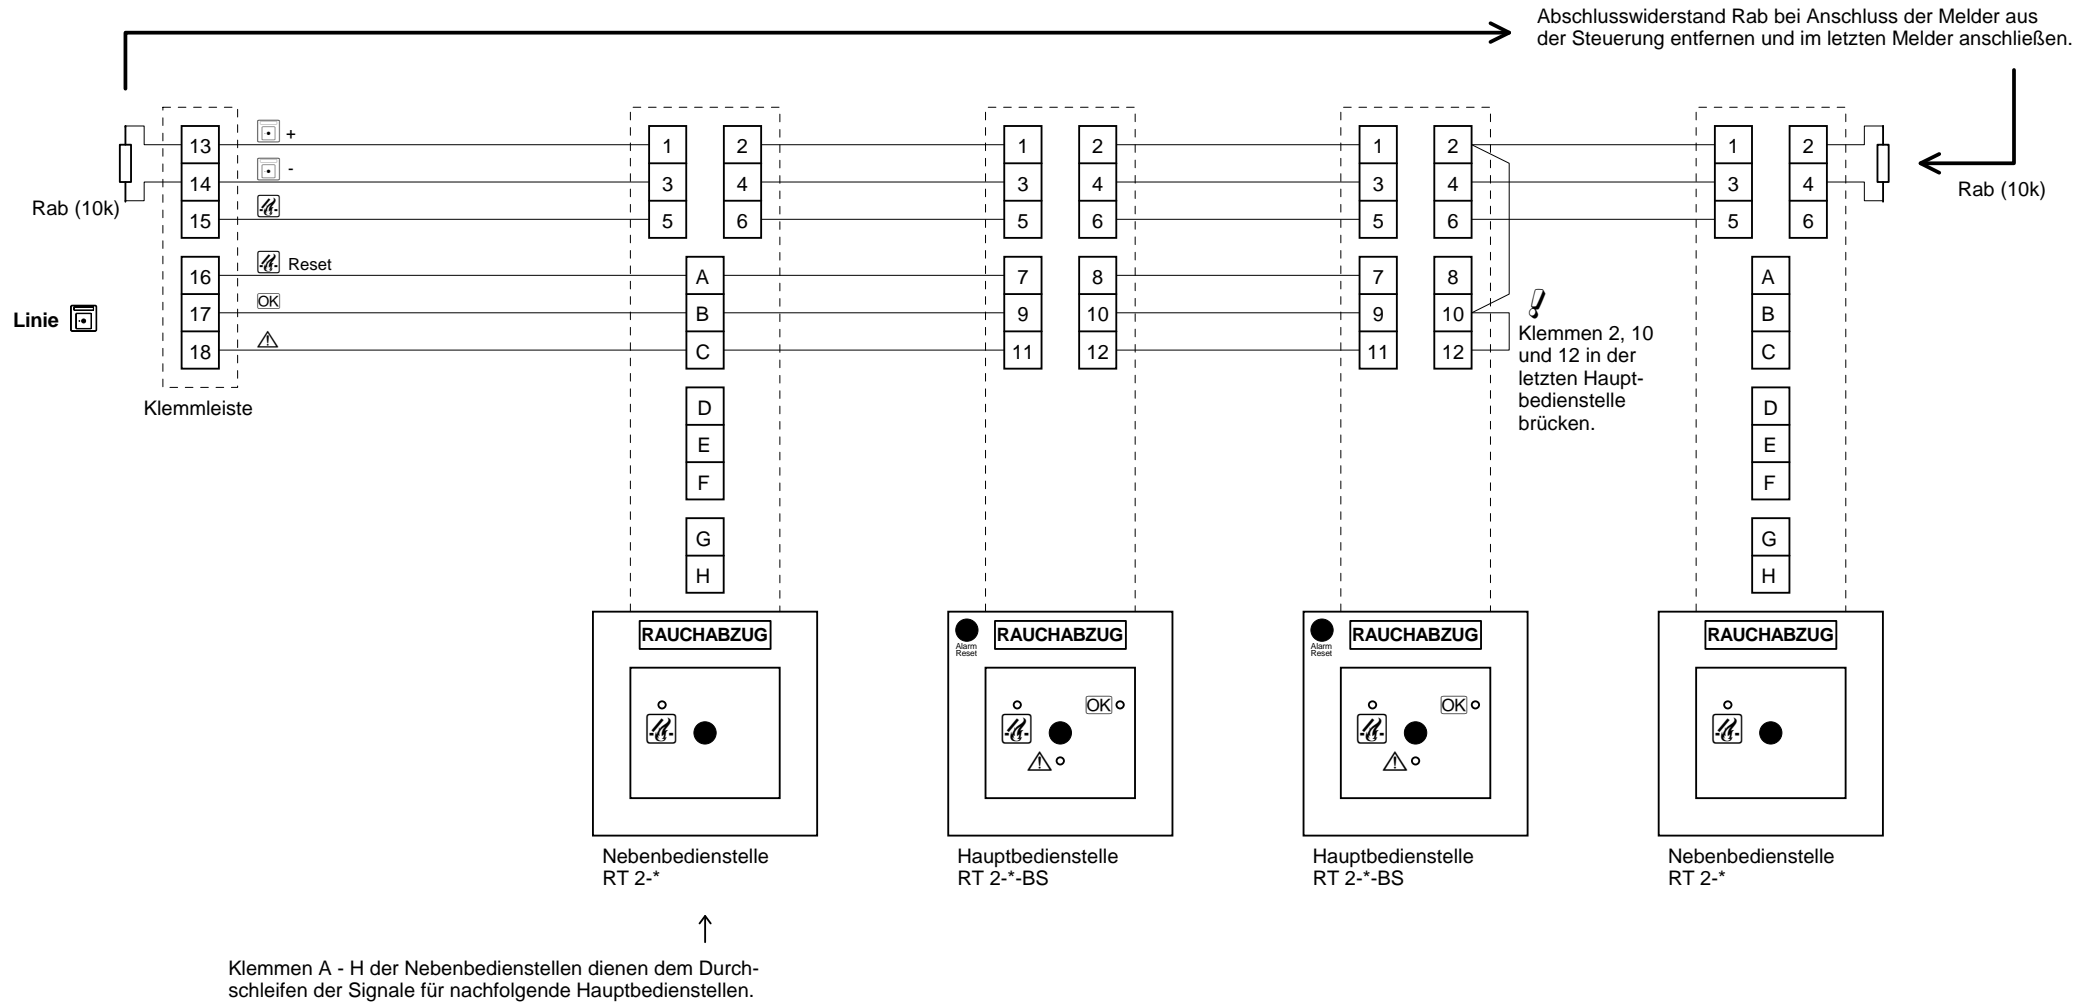 Abschlusswiderstand Rab bei Anschluss der Melder aus
der Steuerung entfernen und im letzten Melder anschließen.
13 + 1 2 1 2 1 2 1 2
14 - 3 4 3 4 3 4 3 4
15 5 6 5 6 5 6 5 6
Rab (10k)
Rab (10k)
16 Reset A 7 8 7 8 A
17 OK B 9 10 9 10 B
18 C 11 12 11 12 C
Linie
Klemmleiste
Klemmen 2, 10
und 12 in der
letzten Haupt-
bedienstelle
brücken.
D D
E E
F F
G G
H H
RAUCHABZUG
Alarm
Reset
RAUCHABZUG
OK
Alarm
Reset
RAUCHABZUG
OK
RAUCHABZUG
Nebenbedienstelle
RT 2-*
Hauptbedienstelle
RT 2-*-BS
Hauptbedienstelle
RT 2-*-BS
Nebenbedienstelle
RT 2-*
Klemmen A - H der Nebenbedienstellen dienen dem Durch-
schleifen der Signale für nachfolgende Hauptbedienstellen.